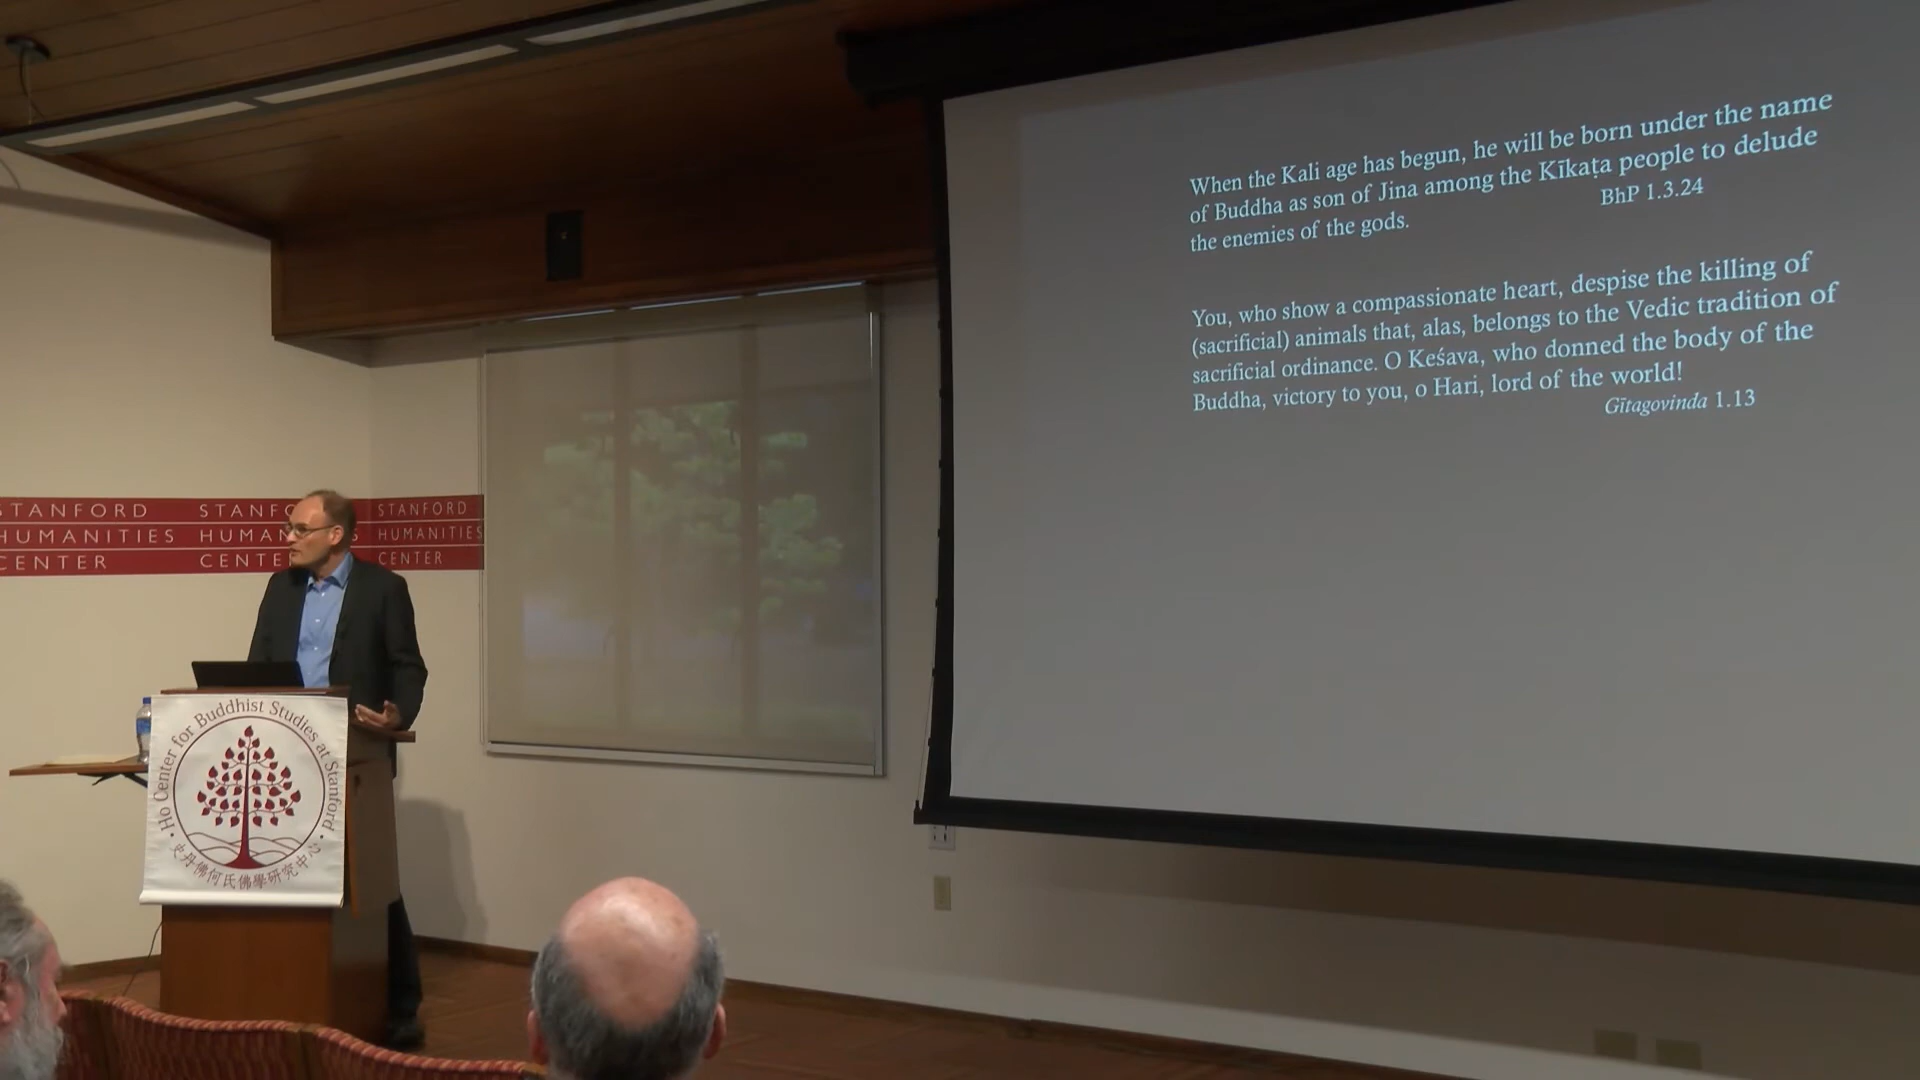 When the Kali age has begun, he will be born under the name
of Buddha as son of Jina among the Kīkaṭa people to delude
the enemies of the gods.
BhP 1.3.24
You, who show a compassionate heart, despise the killing of
(sacrificial) animals that, alas, belongs to the Vedic tradition of
sacrificial ordinance. O Keśava, who donned the body of the
Buddha, victory to you, o Hari, lord of the world!
Gītagovinda 1.13
STANFORD
HUMANITIES
CENTER
STANFO
HUMAN S
CENTE
STANFORD
HUMANITIES
CENTER
Ho Center for Buddhist Studies at Stanford
史丹佛何氏佛學研究中心